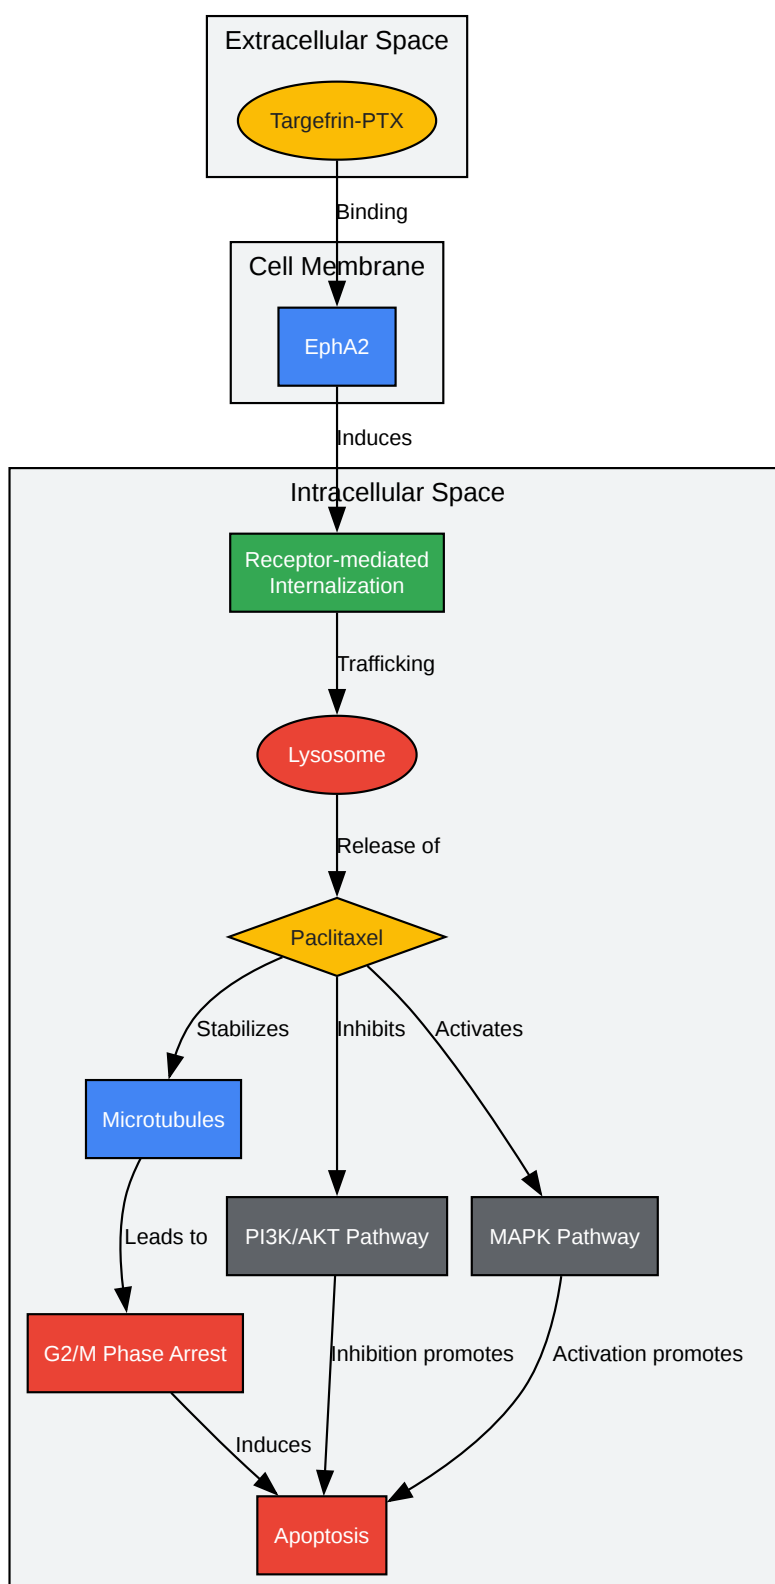 Extracellular Space
Targefrin-PTX
Binding
Cell Membrane
EphA2
Induces
Intracellular Space
Receptor-mediated
Internalization
Trafficking
Lysosome
Release of
Paclitaxel
Stabilizes
Inhibits
Activates
Microtubules
Leads to
PI3K/AKT Pathway
MAPK Pathway
G2/M Phase Arrest
Inhibition promotes
Activation promotes
Induces
Apoptosis